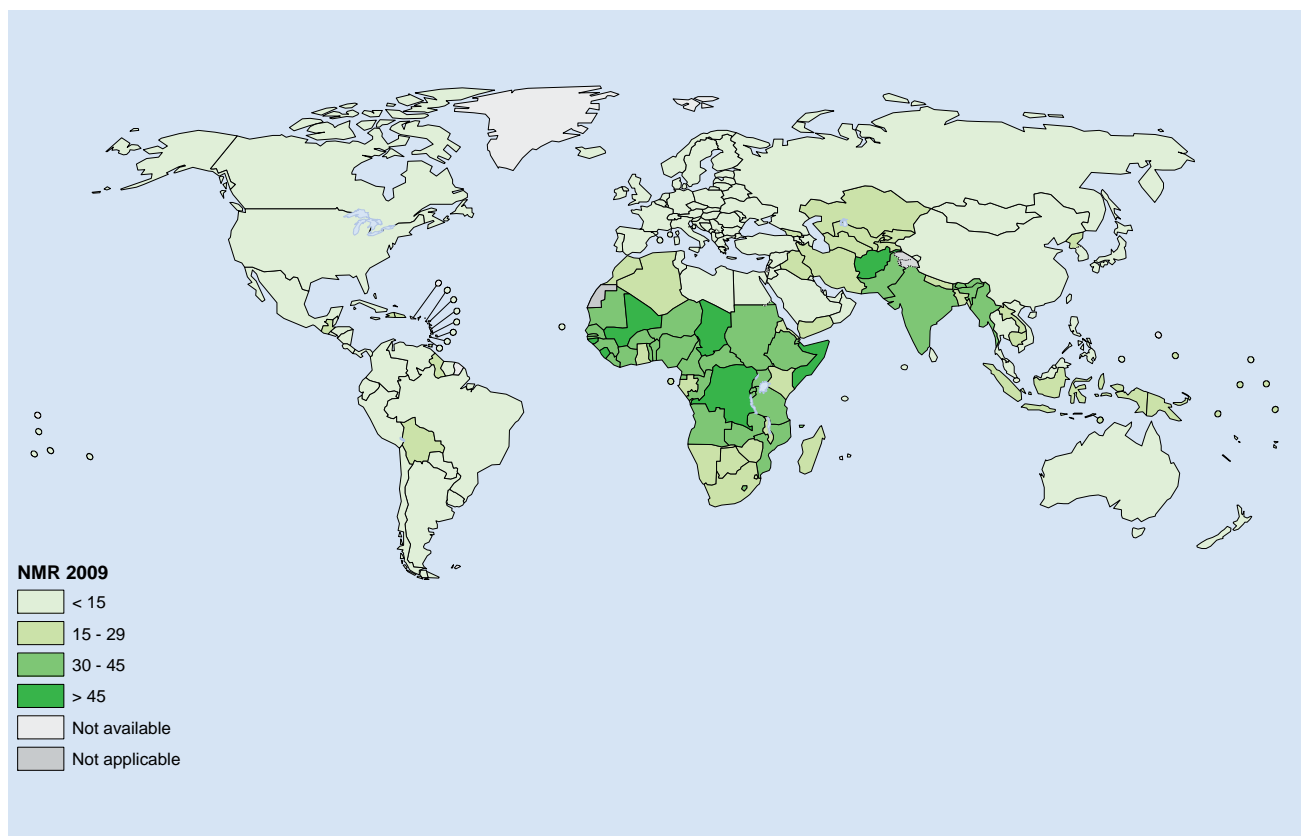 NMR 2009
< 15
15 - 29
30 - 45
> 45
Not available
Not applicable